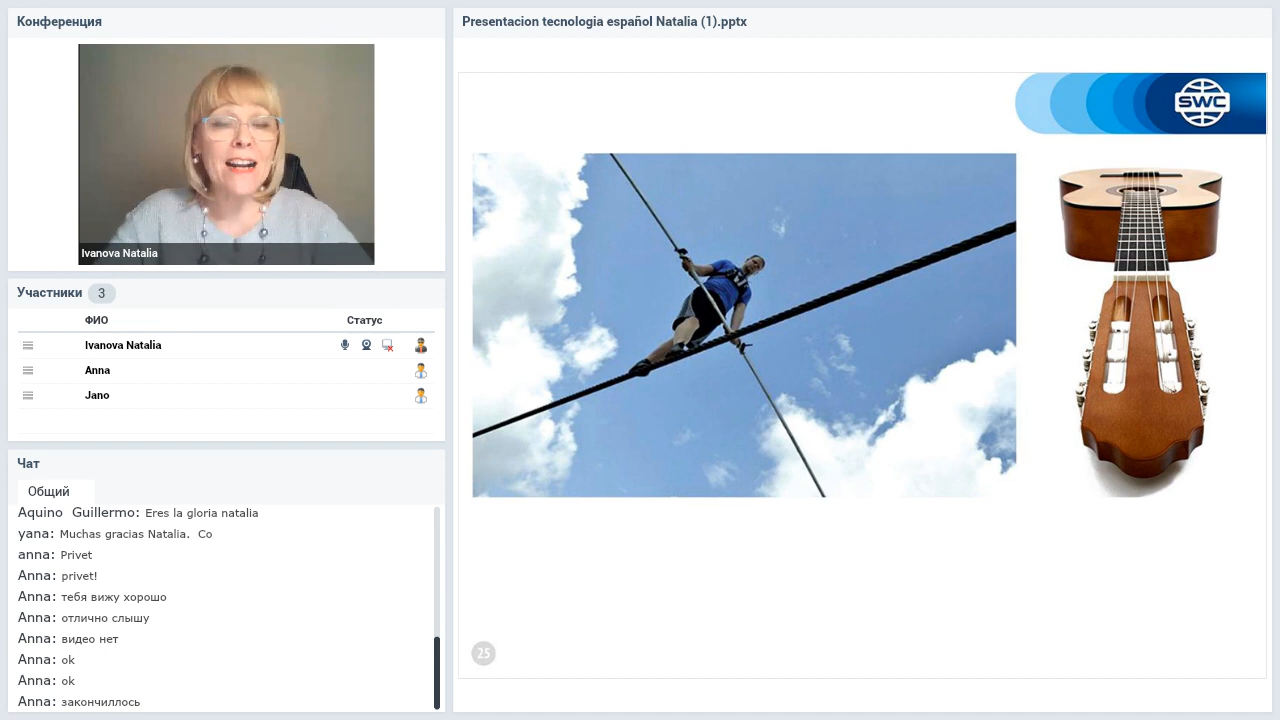 Конференция
Ivanova Natalia
Участники 3
ФИО Статус
Ivanova Natalia
Anna
Jano
Чат
Общий
Aquino Guillermo: Eres la gloria natalia
yana: Muchas gracias Natalia. Co
anna: Privet
Anna: privet!
Anna: тебя вижу хорошо
Anna: отлично слышу
Anna: видео нет
Anna: ok
Anna: ok
Anna: закончиллось
Presentacion tecnologia español Natalia (1).pptx
SWC
25